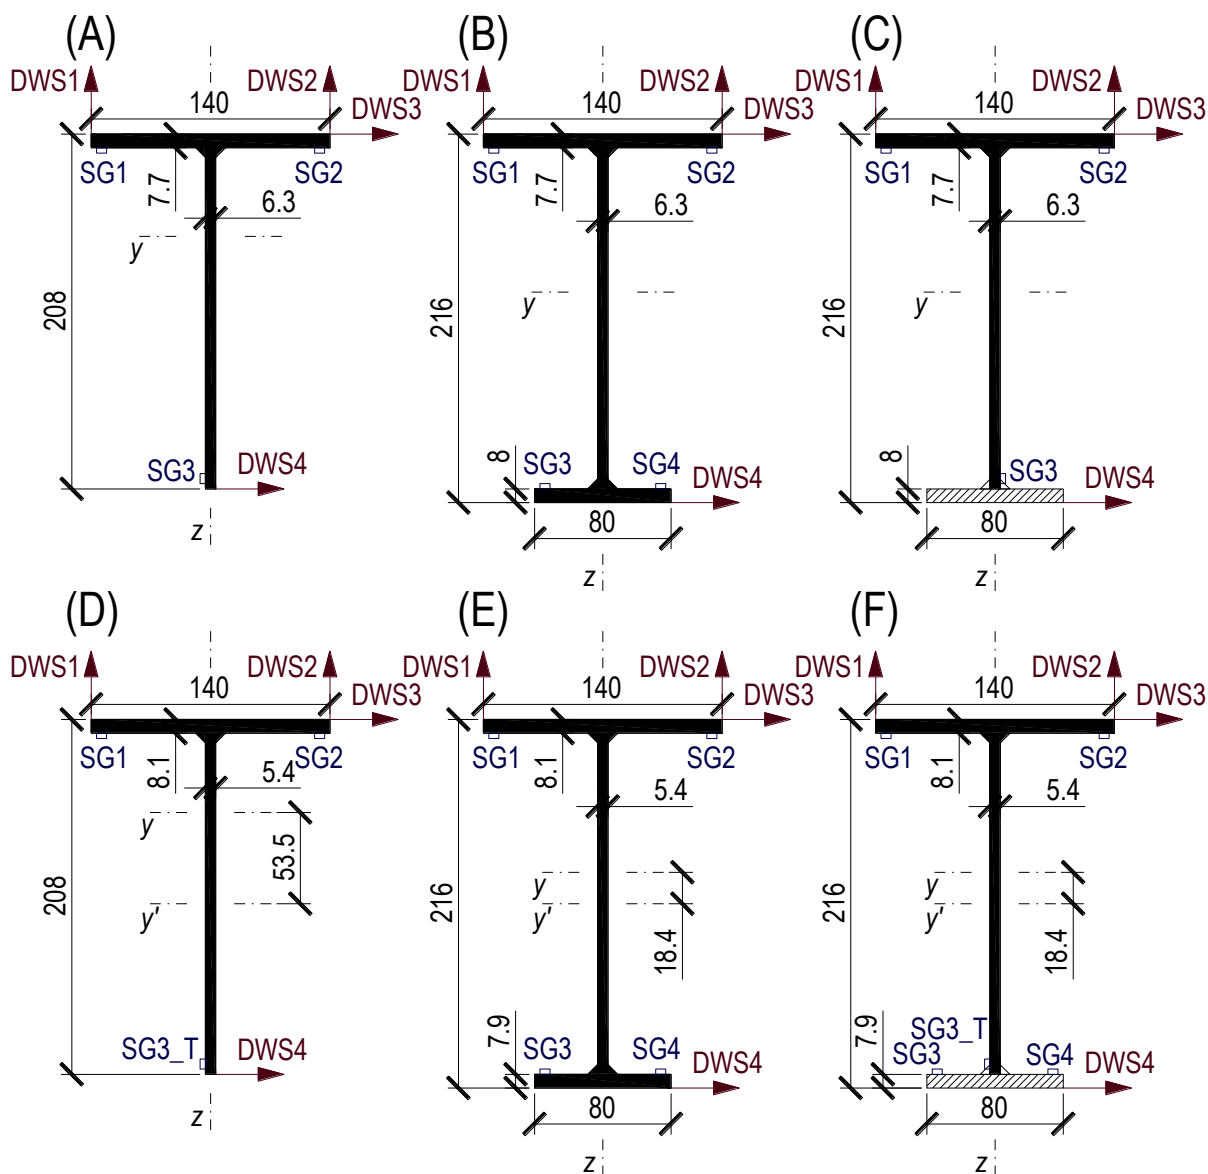 (A)
DWS1
DWS2
140
DWS3
SG1
SG2
7.7
6.3
y
208
SG3
DWS4
z
(B)
DWS1
DWS2
140
DWS3
SG1
SG2
7.7
6.3
y
216
8
SG3
SG4
DWS4
80
z
(C)
DWS1
DWS2
140
DWS3
SG1
SG2
7.7
6.3
y
216
8
SG3
DWS4
80
z
(D)
DWS1
DWS2
140
DWS3
SG1
SG2
8.1
5.4
y
53.5
y'
208
SG3_T
DWS4
z
(E)
DWS1
DWS2
140
DWS3
SG1
SG2
8.1
5.4
y
y'
18.4
216
7.9
SG3
SG4
DWS4
80
z
(F)
DWS1
DWS2
140
DWS3
SG1
SG2
8.1
5.4
y
y'
18.4
216
7.9
SG3_T
SG3
SG4
DWS4
80
z